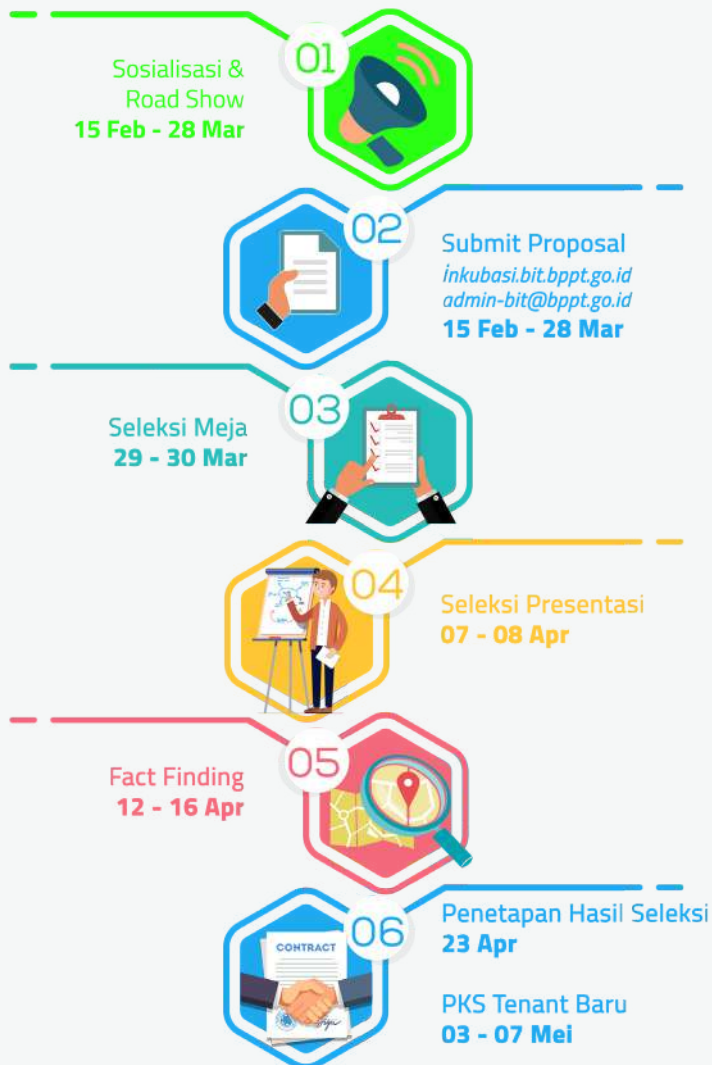 01
Sosialisasi &
Road Show
15 Feb - 28 Mar
02
Submit Proposal
inkubasi.bit.bppt.go.id
admin-bit@bppt.go.id
15 Feb - 28 Mar
03
Seleksi Meja
29 - 30 Mar
04
Seleksi Presentasi
07 - 08 Apr
05
Fact Finding
12 - 16 Apr
06
CONTRACT
Penetapan Hasil Seleksi
23 Apr
PKS Tenant Baru
03 - 07 Mei